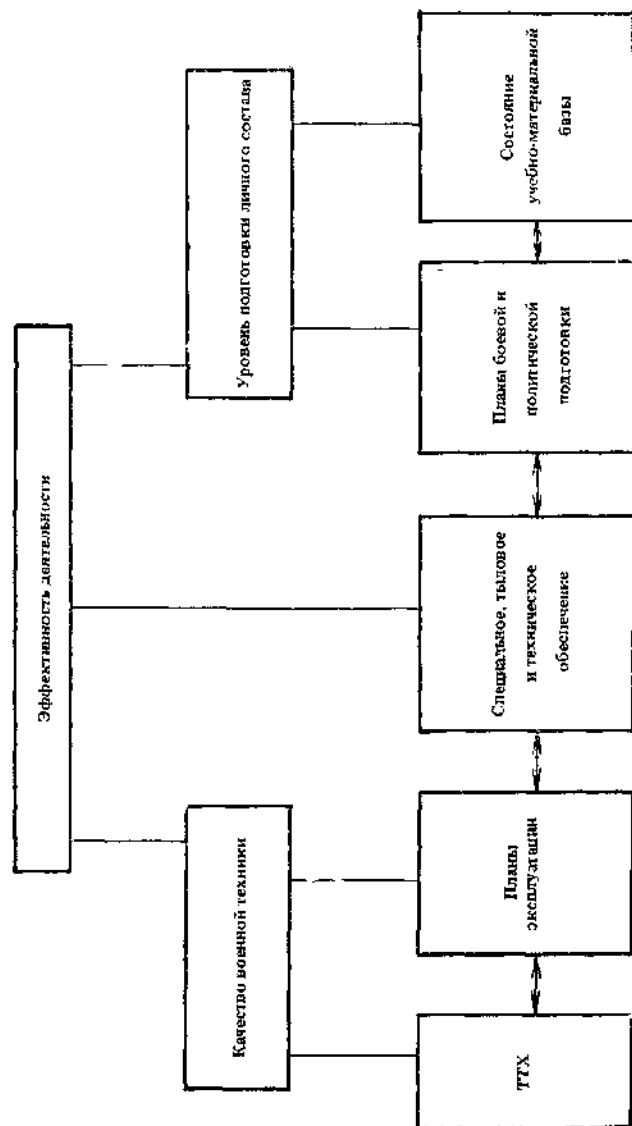 Эффективность деятельности
Качество военной техники
Уровень подготовки личного состава
ТТХ
Планы
эксплуатации
Специальное, тыловое
и техническое
обеспечение
Планы боевой и
политической
подготовки
Состояние
учебно-материальной
базы